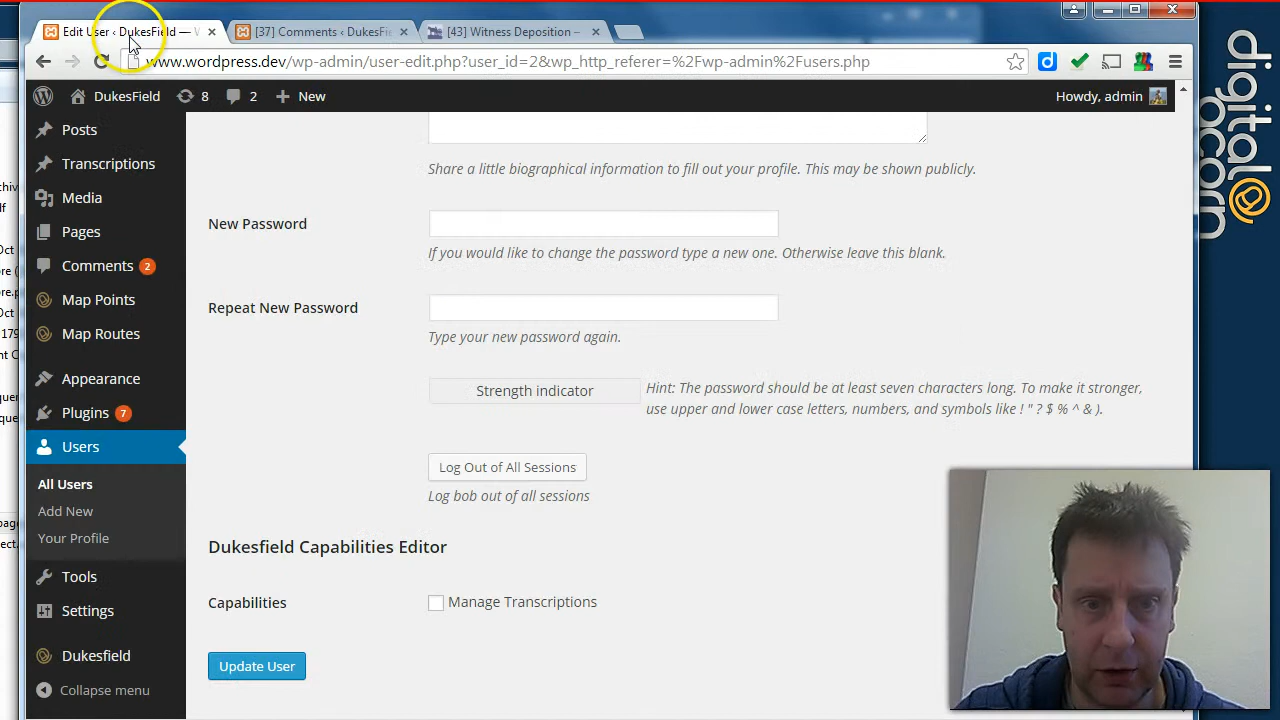 Edit User ‹ DukesField — W
[37] Comments ‹ DukesFie
[43] Witness Deposition –
www.wordpress.dev/wp-admin/user-edit.php?user_id=2&wp_http_referer=%2Fwp-admin%2Fusers.php
DukesField 8 2 New Howdy, admin
Posts
Transcriptions
Media
Pages
Comments 2
Map Points
Map Routes
Appearance
Plugins 7
Users
All Users
Add New
Your Profile
Tools
Settings
Dukesfield
Collapse menu
Share a little biographical information to fill out your profile. This may be shown publicly.
New Password
If you would like to change the password type a new one. Otherwise leave this blank.
Repeat New Password
Type your new password again.
Strength indicator
Hint: The password should be at least seven characters long. To make it stronger,
use upper and lower case letters, numbers, and symbols like ! " ? $ % ^ & ).
Log Out of All Sessions
Log bob out of all sessions
Dukesfield Capabilities Editor
Capabilities Manage Transcriptions
Update User
digital@
acorn